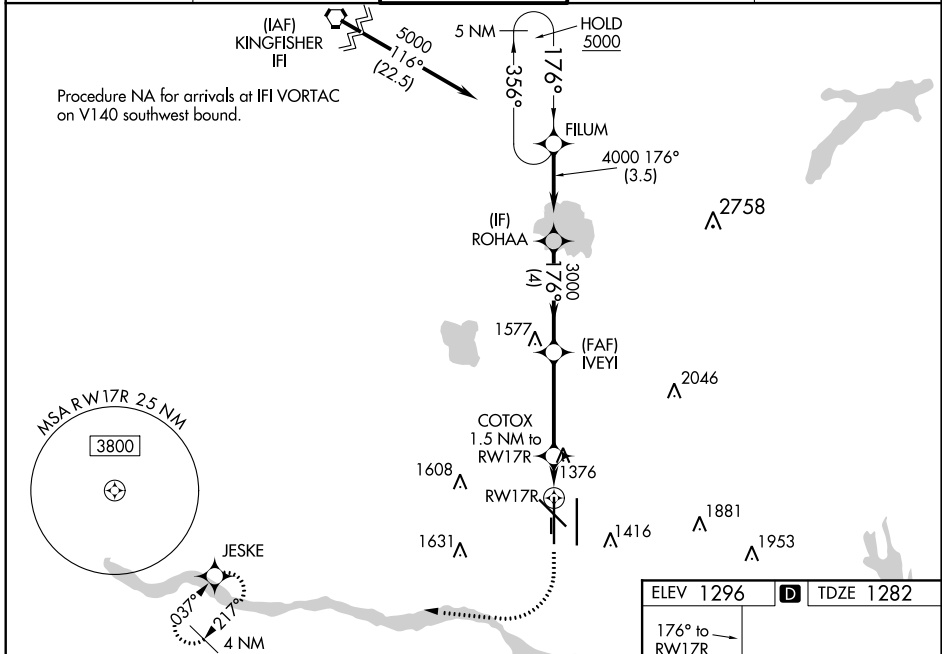 (IAF)
KINGFISHER
IFI
5000
116°
(22.5)
5 NM
HOLD
5000
176°
356°
Procedure NA for arrivals at IFI VORTAC
on V140 southwest bound.
FILUM
4000 176°
(3.5)
2758
(IF)
ROHAA
3000
176°
(4)
1577
(FAF)
IVEYI
2046
MSA RW17R 25 NM
3800
COTOX
1.5 NM to
RW17R
1376
1608
RW17R
1881
1416
1953
1631
JESKE
037°
217°
4 NM
ELEV 1296
D
TDZE 1282
176° to
RW17R